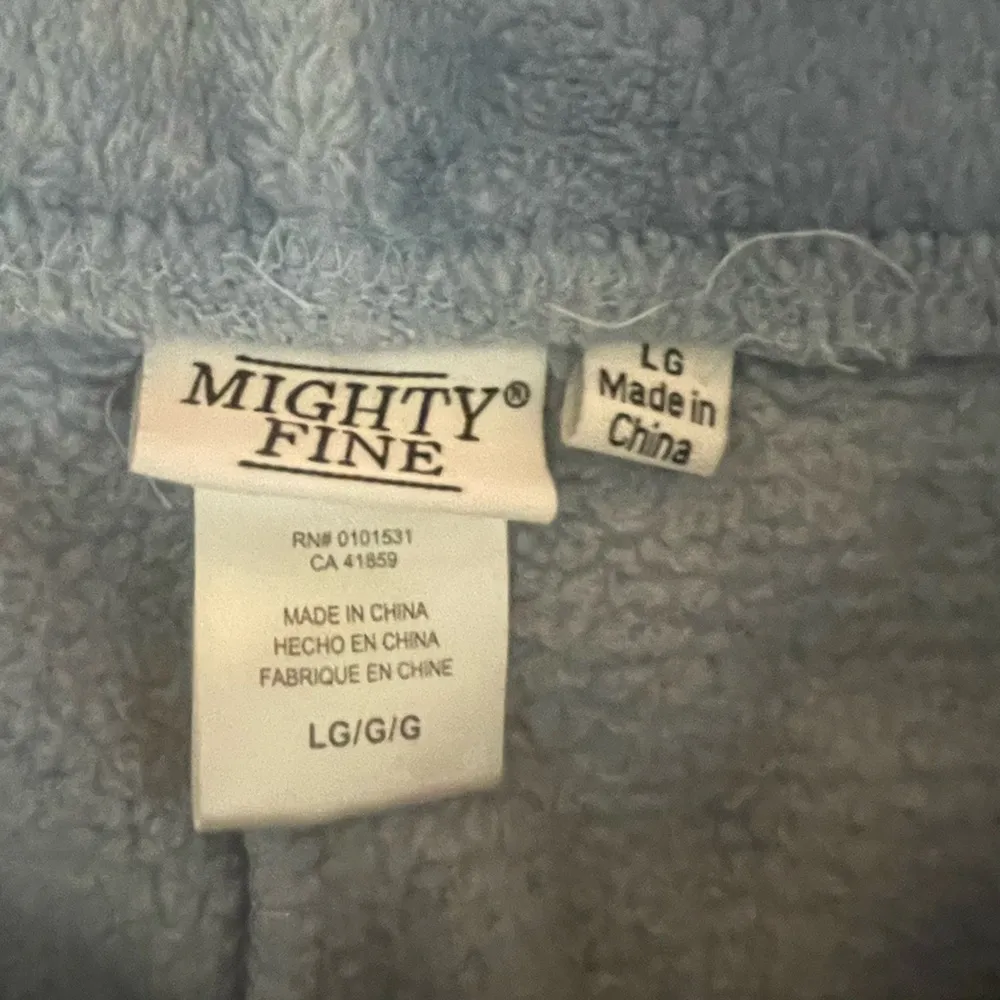 MIGHTY®
FINE
LG
Made in
China
RN# 0101531
CA 41859
MADE IN CHINA
HECHO EN CHINA
FABRIQUE EN CHINE
LG/G/G